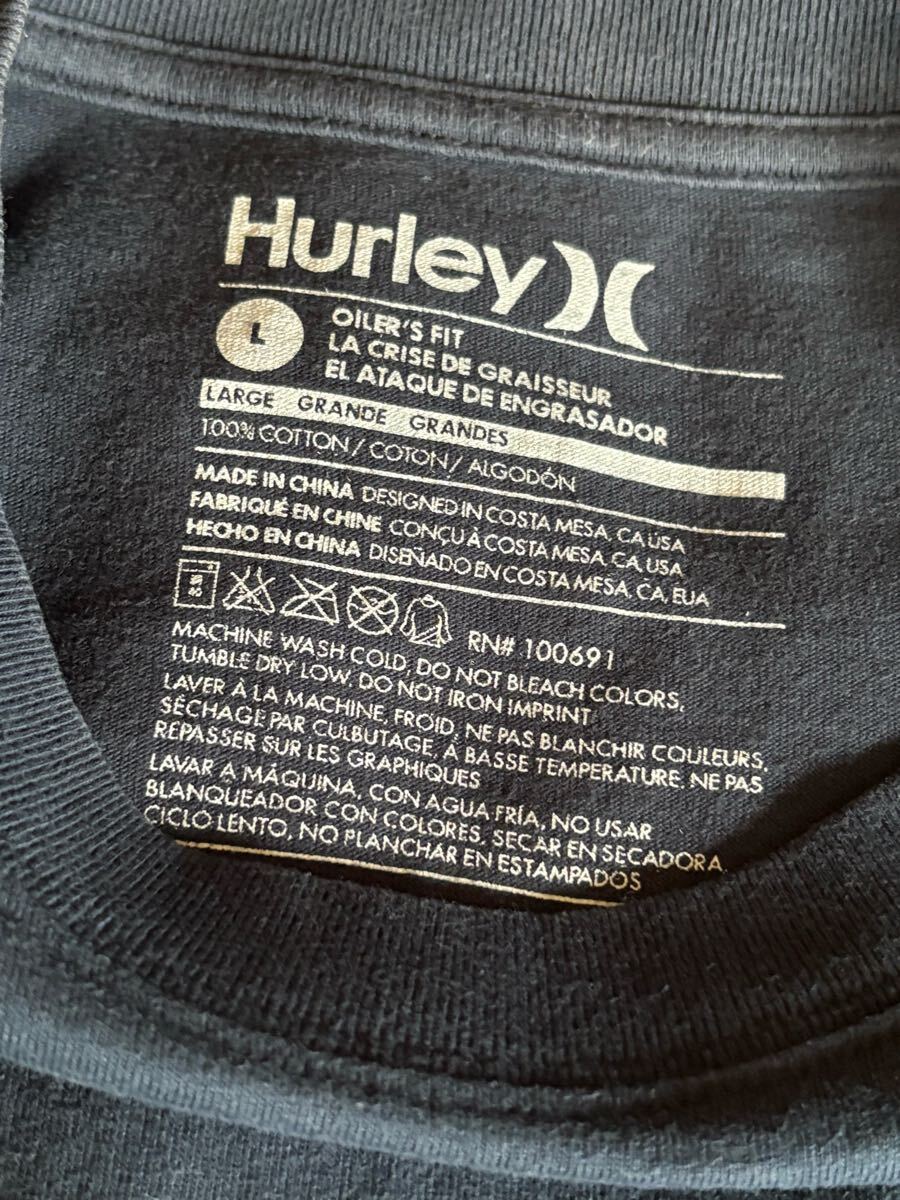 Hurley
L
OILER'S FIT
LA CRISE DE GRAISSEUR
EL ATAQUE DE ENGRASADOR
LARGE GRANDE GRANDES
100% COTTON/ COTON/ ALGODÓN
MADE IN CHINA DESIGNED IN COSTA MESA, CA USA
FABRIQUÉ EN CHINE CONÇU À COSTA MESA, CA, USA
HECHO EN CHINA DISEÑADO EN COSTA MESA, CA, EUA
RN# 100691
MACHINE WASH COLD, DO NOT BLEACH COLORS,
TUMBLE DRY LOW, DO NOT IRON IMPRINT
LAVER À LA MACHINE, FROID, NE PAS BLANCHIR COULEURS,
SÉCHAGE PAR CULBUTAGE, À BASSE TEMPERATURE. NE PAS
REPASSER SUR LES GRAPHIQUES
LAVAR A MÁQUINA, CON AGUA FRÍA, NO USAR
BLANQUEADOR CON COLORES, SECAR EN SECADORA,
CICLO LENTO, NO PLANCHAR EN ESTAMPADOS